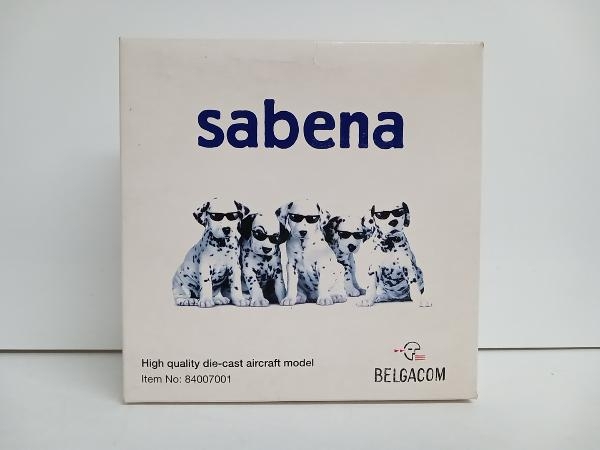 sabena
High quality die-cast aircraft model
Item No: 84007001
BELGACOM